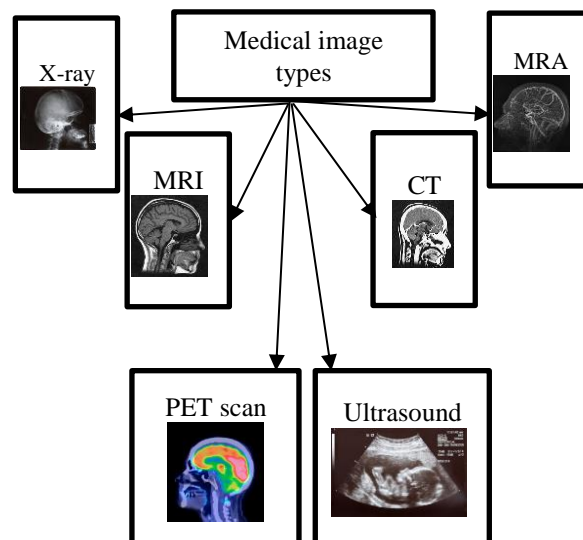 Medical image
types
X-ray
MRA
MRI
CT
PET scan
Ultrasound